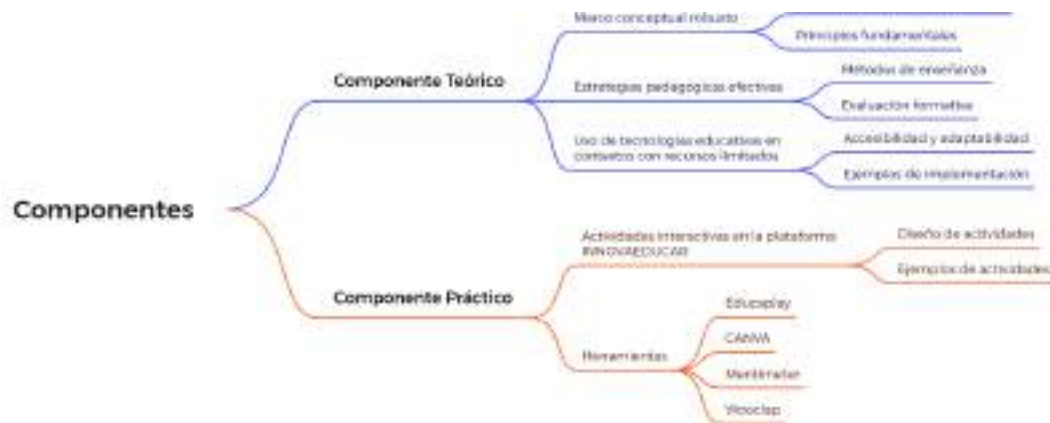 Marco conceptual robusto
Principios fundamentales
Componente Teórico
Estrategias pedagógicas efectivas
Métodos de enseñanza
Evaluación formativa
Uso de tecnologías educativas en
contextos con recursos limitados
Accesibilidad y adaptabilidad
Ejemplos de implementación
Componentes
Componente Práctico
Actividades interactivas en la plataforma
INNOVAEDUCAR
Diseño de actividades
Ejemplos de actividades
Herramientas
Educaplay
CANVA
Mentimeter
Wooclap